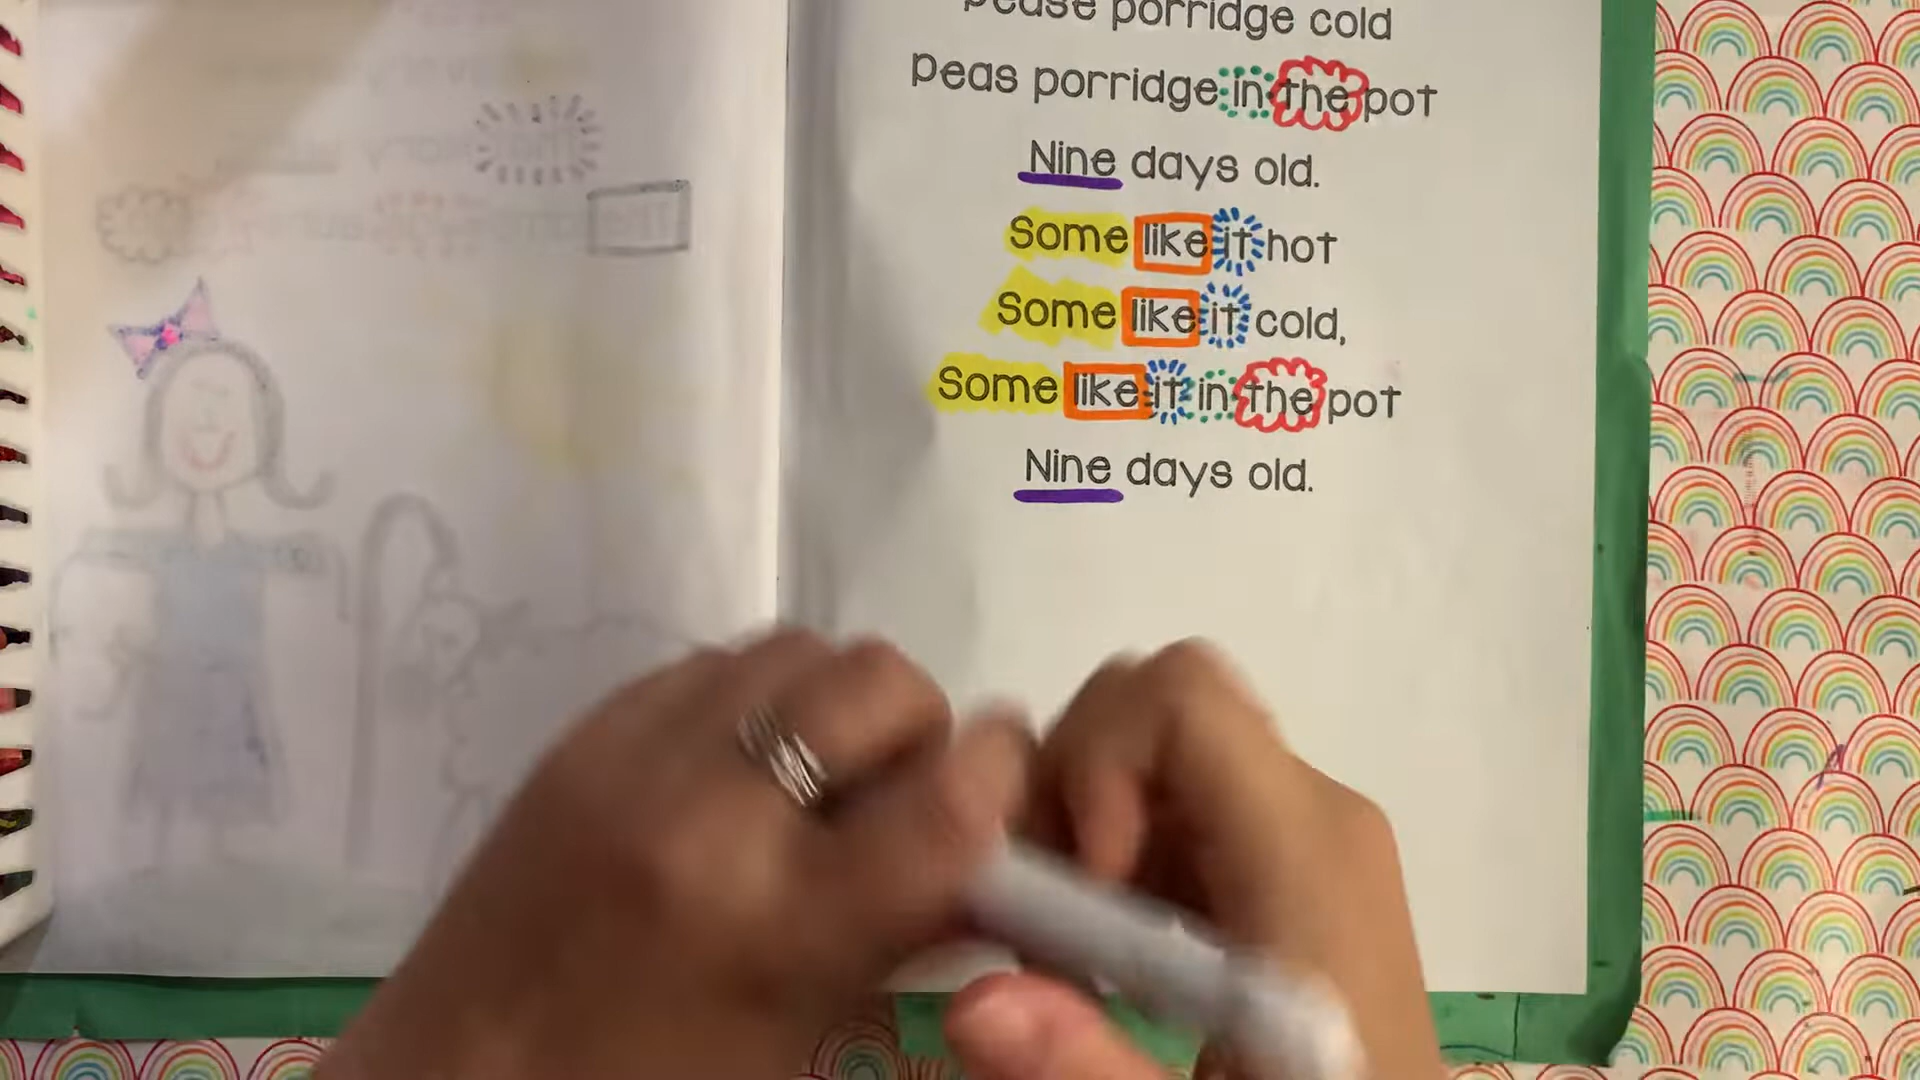 pease porridge cold
peas porridge in the pot
Nine days old.
Some like it hot
Some like it cold,
Some like it in the pot
Nine days old.